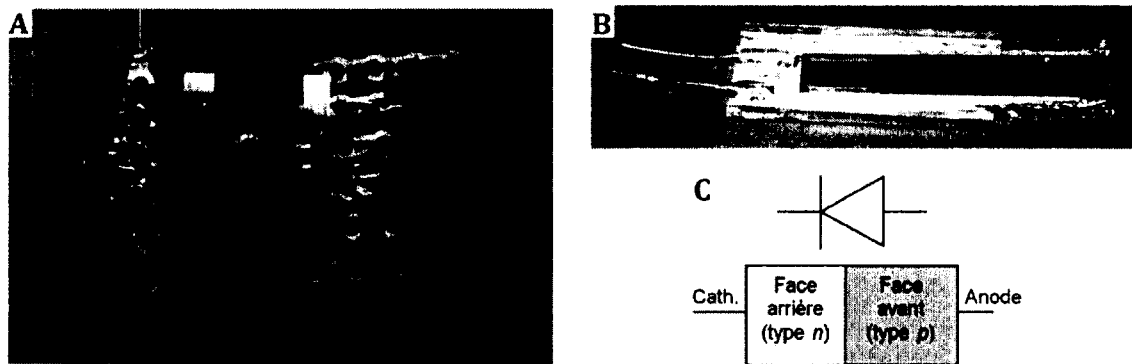 A
B
C
Cath.
Face
arrière
(type n)
Face
avant
(type p)
Anode